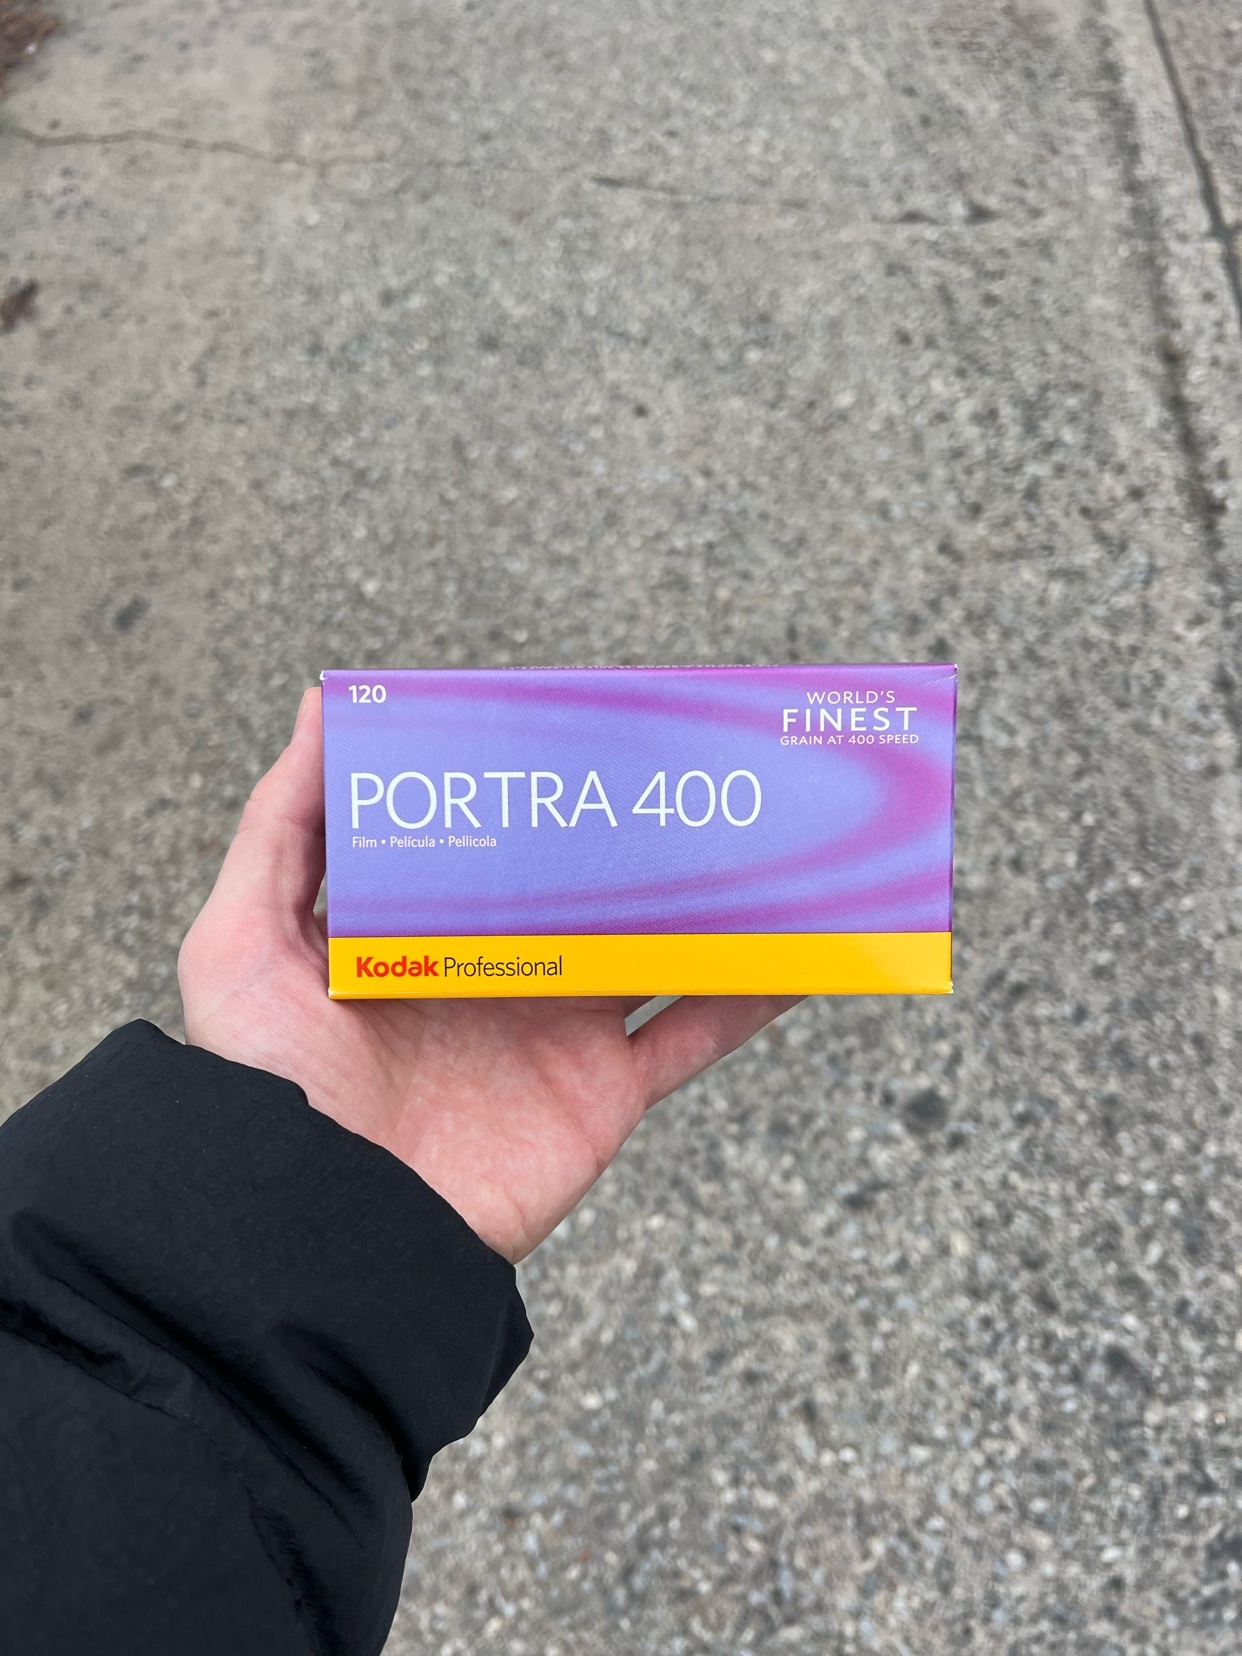 120
WORLD'S
FINEST
GRAIN AT 400 SPEED
PORTRA 400
Film • Película • Pellicola
Kodak Professional